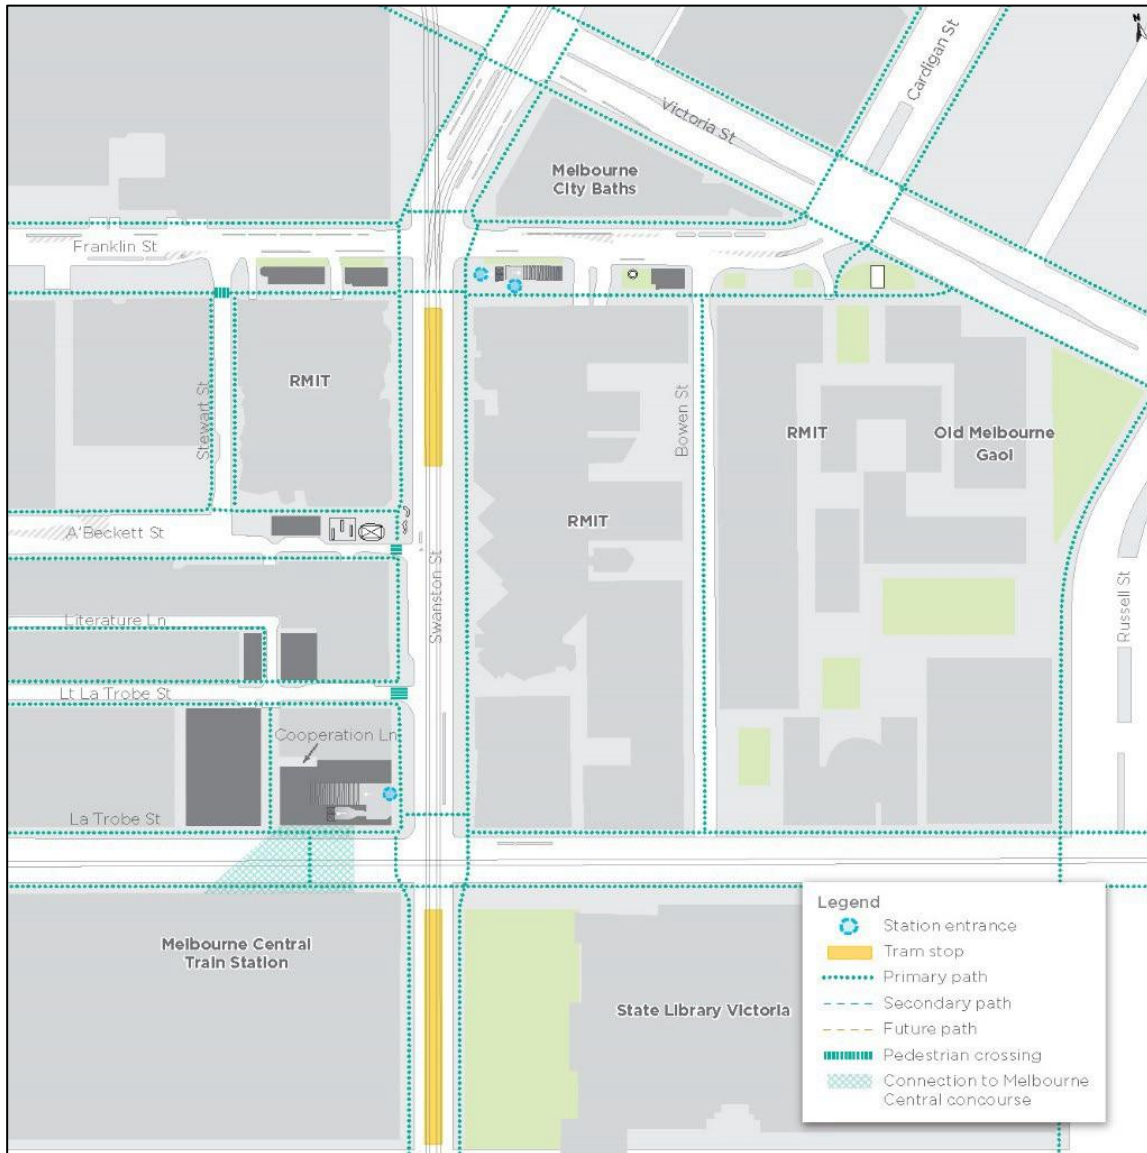 N
Cardigan St
Victoria St
Melbourne
City Baths
Franklin St
Stewart St
RMIT
Bowen St
RMIT
Old Melbourne
Gaol
RMIT
A'Beckett St
Swanston St
Russell St
Literature Ln
Lt La Trobe St
Cooperation Ln
La Trobe St
Melbourne Central
Train Station
State Library Victoria
Legend
Station entrance
Tram stop
Primary path
Secondary path
Future path
Pedestrian crossing
Connection to Melbourne
Central concourse